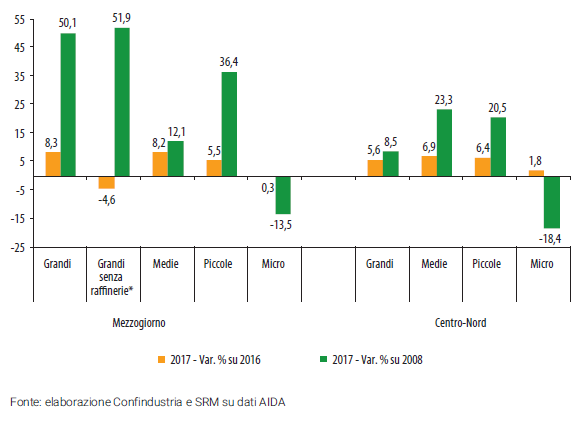 55
45
35
25
15
5
-5
-15
-25
50,1
51,9
36,4
8,3
-4,6
8,2
12,1
5,5
0,3
-13,5
5,6
8,5
6,9
23,3
6,4
20,5
1,8
-18,4
Grandi
Grandi
senza
raffinerie*
Medie
Piccole
Micro
Grandi
Medie
Piccole
Micro
Mezzogiorno
Centro-Nord
2017 - Var. % su 2016
2017 - Var. % su 2008
Fonte: elaborazione Confindustria e SRM su dati AIDA